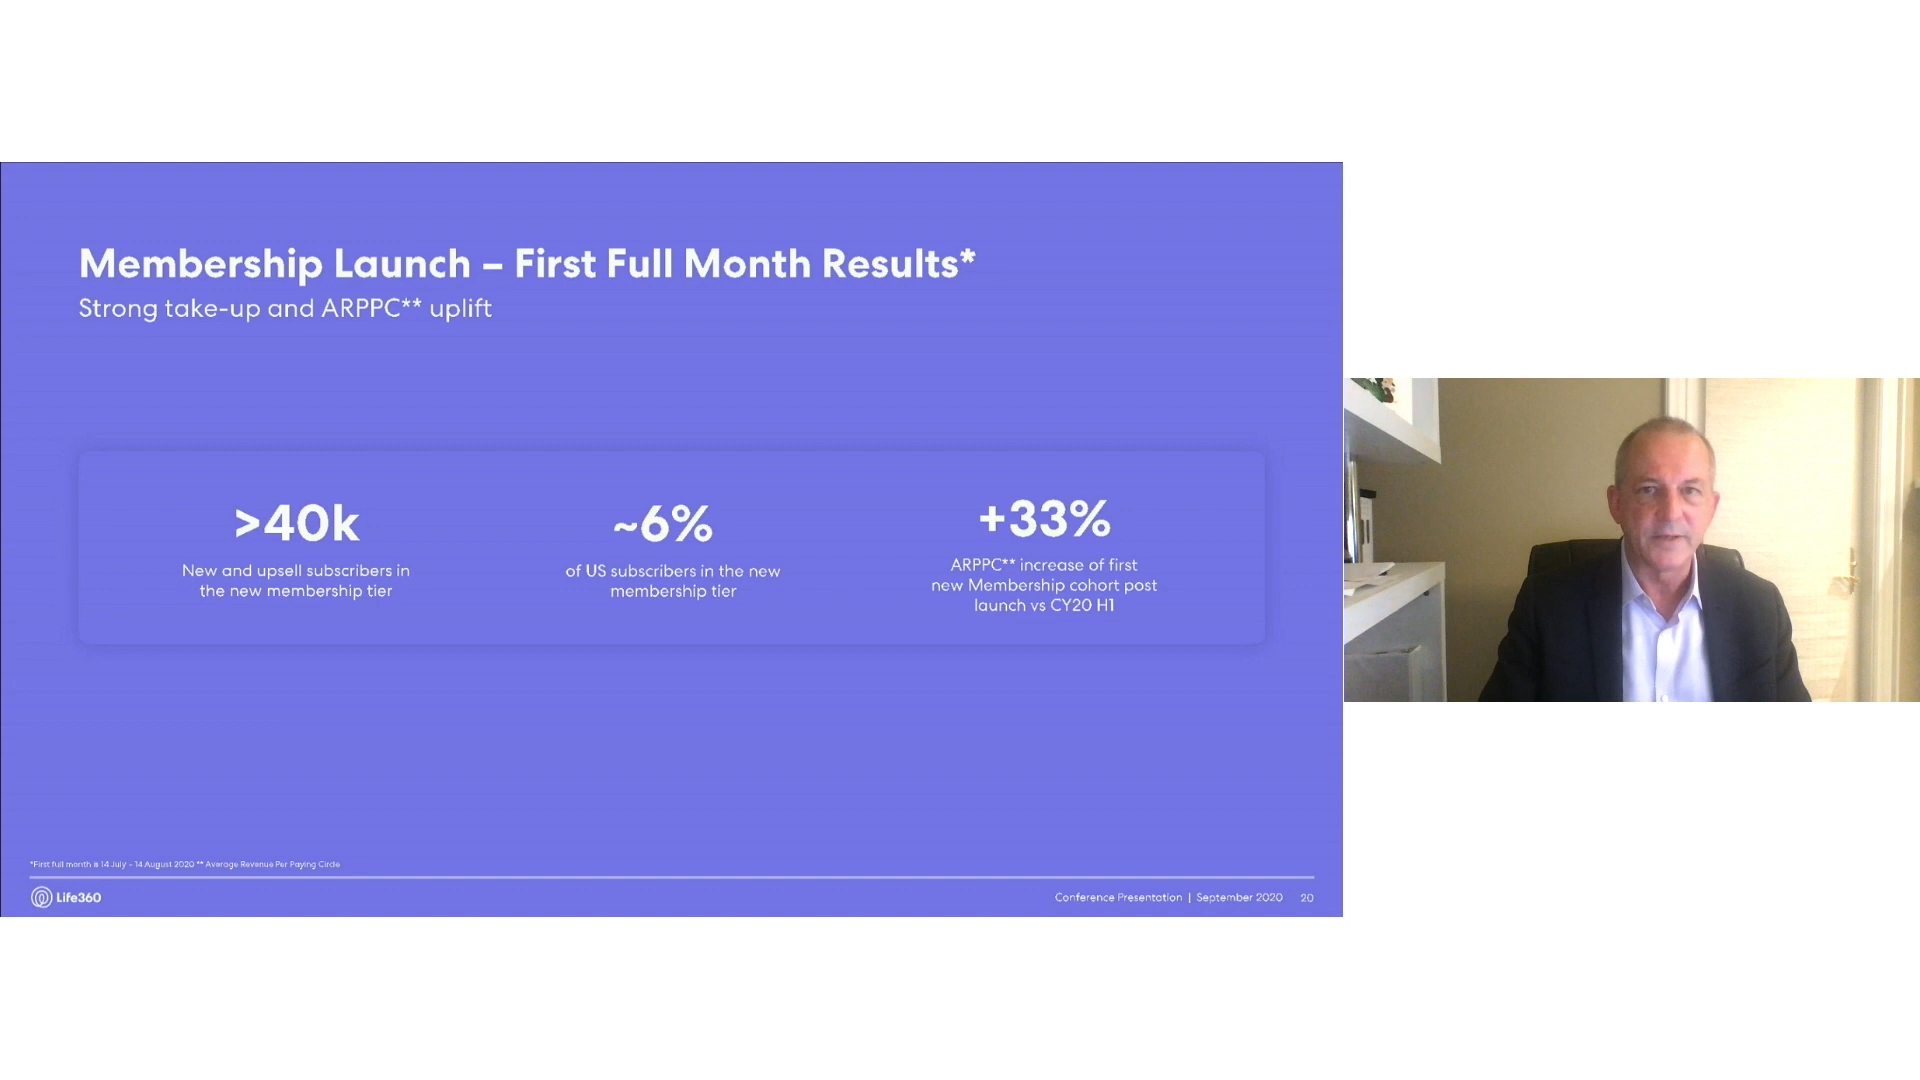 Membership Launch – First Full Month Results*
Strong take-up and ARPPC** uplift
>40k
New and upsell subscribers in
the new membership tier
~6%
of US subscribers in the new
membership tier
+33%
ARPPC** increase of first
new Membership cohort post
launch vs CY20 H1
*First full month is 14 July – 14 August 2020 ** Average Revenue Per Paying Circle
Life360
Conference Presentation | September 2020 20